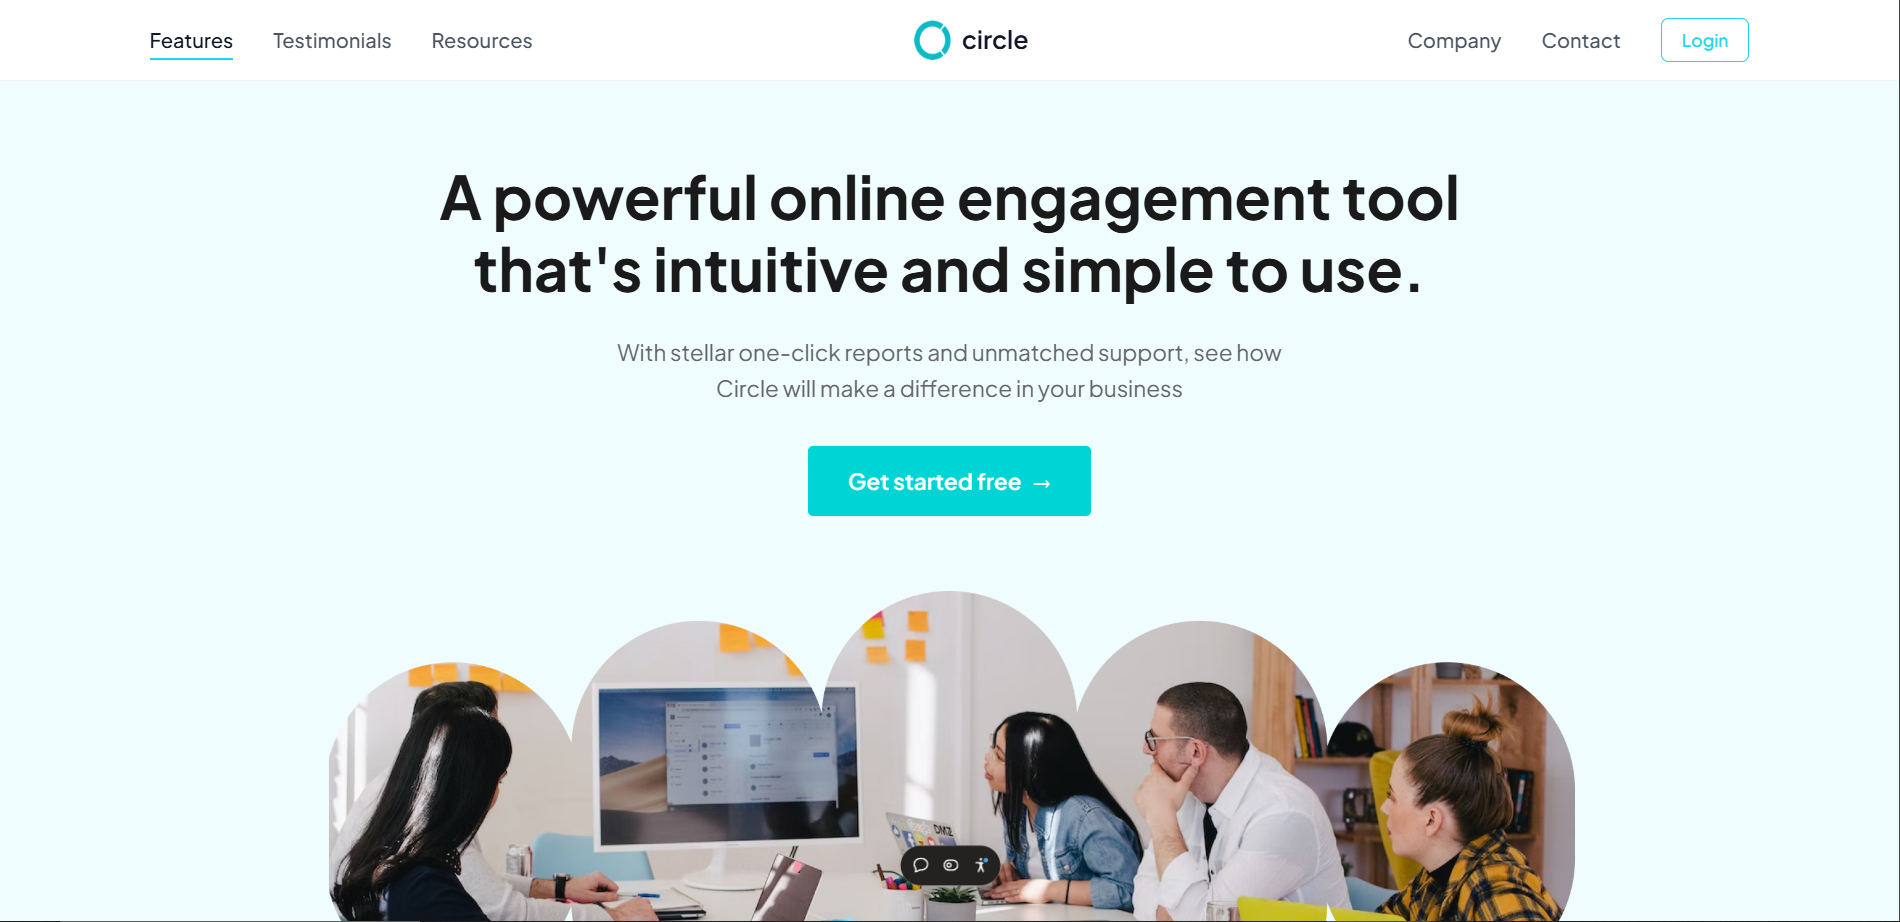 Features
Testimonials
Resources
circle
Company
Contact
Login
A powerful online engagement tool
that's intuitive and simple to use.
With stellar one-click reports and unmatched support, see how
Circle will make a difference in your business
Get started free →